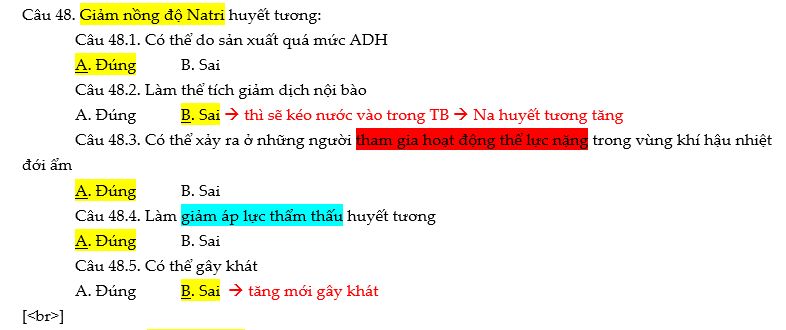 Câu 48. Giảm nồng độ Natri huyết tương:
Câu 48.1. Có thể do sản xuất quá mức ADH
A. Đúng B. Sai
Câu 48.2. Làm thể tích giảm dịch nội bào
A. Đúng B. Sai → thì sẽ kéo nước vào trong TB → Na huyết tương tăng
Câu 48.3. Có thể xảy ra ở những người tham gia hoạt động thể lực nặng trong vùng khí hậu nhiệt
đới ẩm
A. Đúng B. Sai
Câu 48.4. Làm giảm áp lực thẩm thấu huyết tương
A. Đúng B. Sai
Câu 48.5. Có thể gây khát
A. Đúng B. Sai → tăng mới gây khát
[<br>]